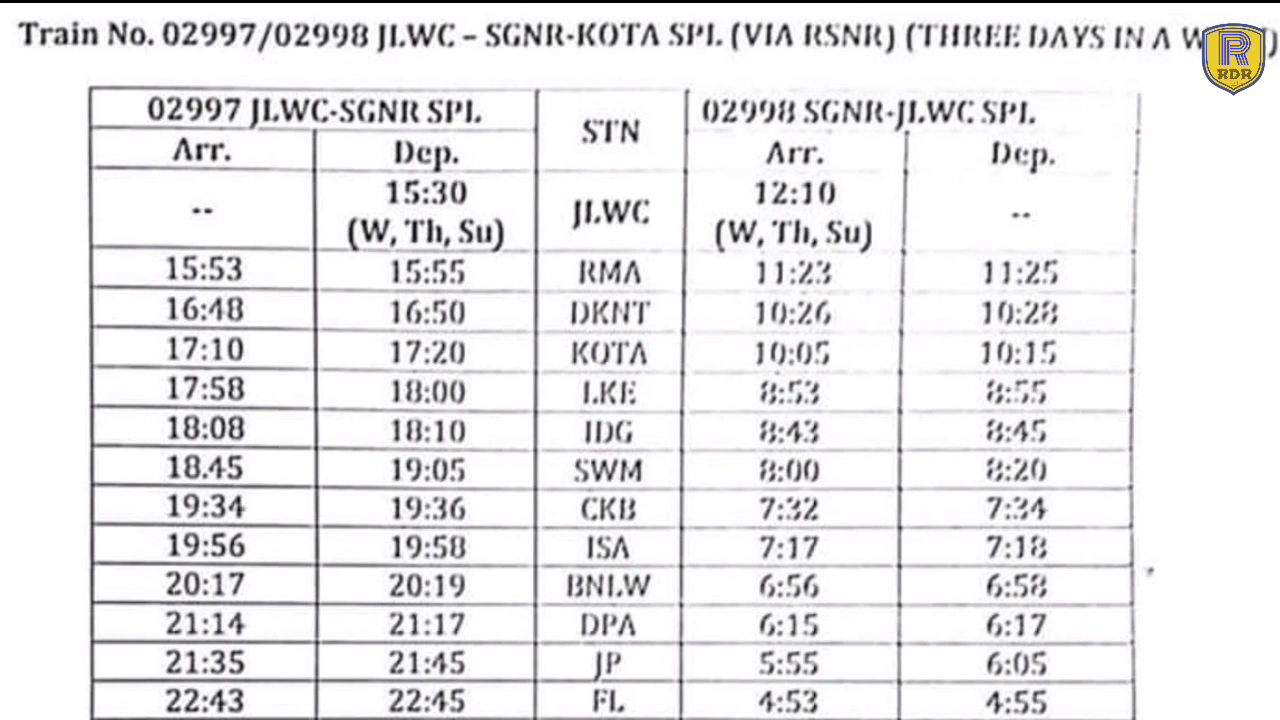 Train No. 02997/02998 JLWC – SGNR-KOTA SPL (VIA RSNR) (THREE DAYS IN A
R
RDR
02997 JLWC-SGNR SPL STN 02998 SGNR-JLWC SPL
Arr. Dep. Arr. Dep.
-- 15:30 (W, Th, Su) JLWC 12:10 (W, Th, Su) --
15:53 15:55 RMA 11:23 11:25
16:48 16:50 DKNT 10:26 10:28
17:10 17:20 KOTA 10:05 10:15
17:58 18:00 LKE 8:53 8:55
18:08 18:10 IDG 8:43 8:45
18.45 19:05 SWM 8:00 8:20
19:34 19:36 CKB 7:32 7:34
19:56 19:58 ISA 7:17 7:18
20:17 20:19 BNLW 6:56 6:58
21:14 21:17 DPA 6:15 6:17
21:35 21:45 JP 5:55 6:05
22:43 22:45 FL 4:53 4:55